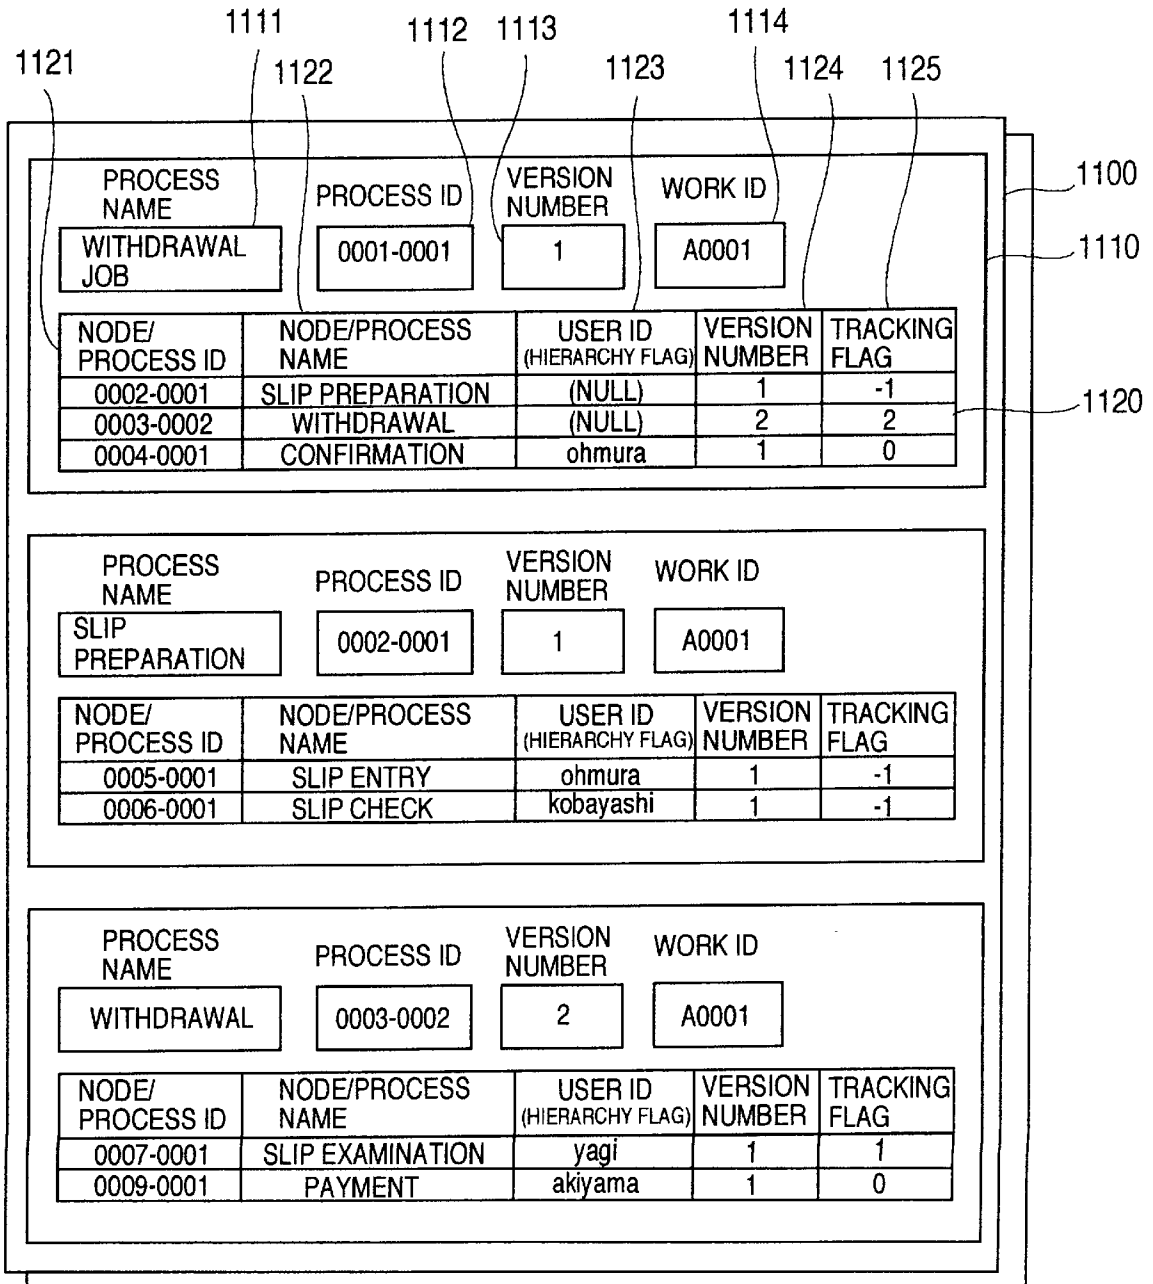 1111
1112 1113
1114
1121
1122
1123
1124 1125
PROCESS NAME
PROCESS ID
VERSION NUMBER
WORK ID
1100
WITHDRAWAL JOB
0001-0001
1
A0001
1110
NODE/PROCESS ID
NODE/PROCESS NAME
USER ID (HIERARCHY FLAG)
VERSION NUMBER
TRACKING FLAG
0002-0001 SLIP PREPARATION (NULL) 1 -1
0003-0002 WITHDRAWAL (NULL) 2 2
1120
0004-0001 CONFIRMATION ohmura 1 0
PROCESS NAME
PROCESS ID
VERSION NUMBER
WORK ID
SLIP PREPARATION
0002-0001
1
A0001
NODE/PROCESS ID
NODE/PROCESS NAME
USER ID (HIERARCHY FLAG)
VERSION NUMBER
TRACKING FLAG
0005-0001 SLIP ENTRY ohmura 1 -1
0006-0001 SLIP CHECK kobayashi 1 -1
PROCESS NAME
PROCESS ID
VERSION NUMBER
WORK ID
WITHDRAWAL
0003-0002
2
A0001
NODE/PROCESS ID
NODE/PROCESS NAME
USER ID (HIERARCHY FLAG)
VERSION NUMBER
TRACKING FLAG
0007-0001 SLIP EXAMINATION yagi 1 1
0009-0001 PAYMENT akiyama 1 0